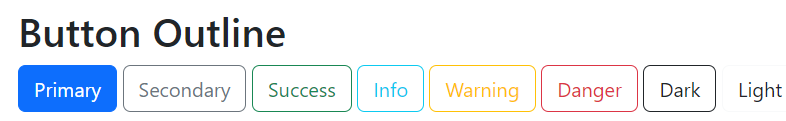 Button Outline
Primary Secondary Success Info Warning Danger Dark Light